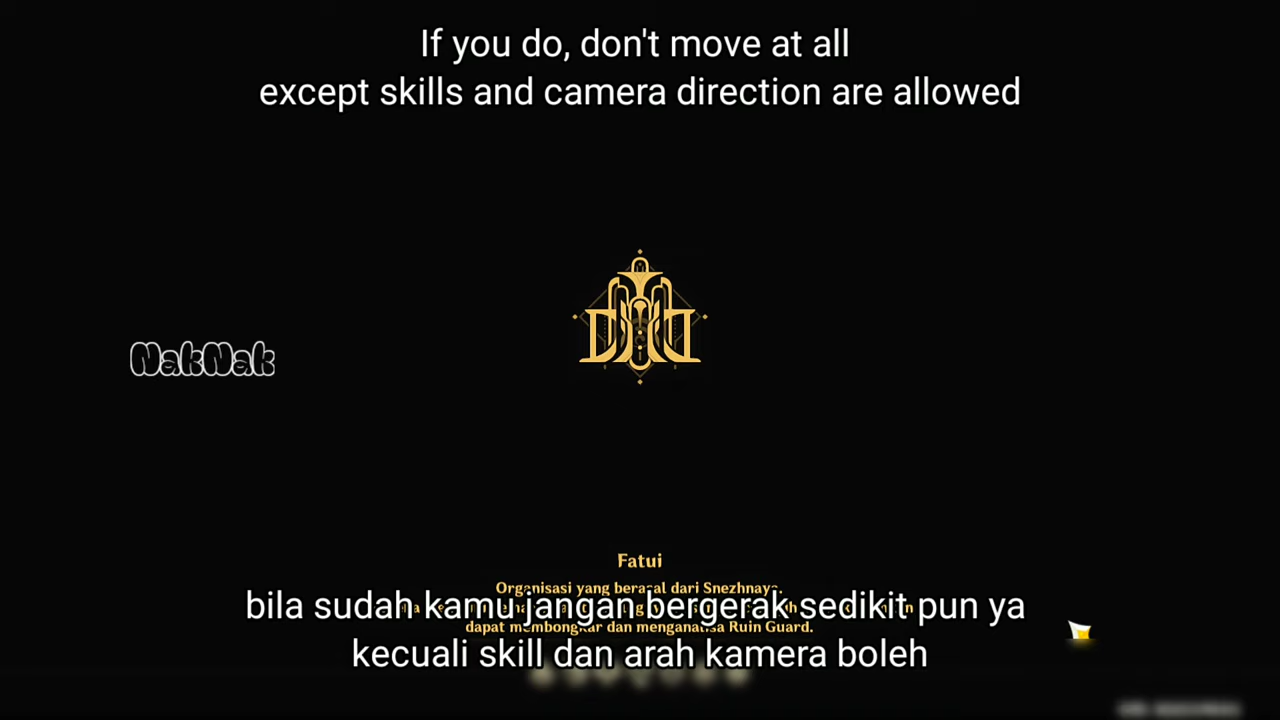 If you do, don't move at all
except skills and camera direction are allowed
NakNak
Fatui
Organisasi yang berasal dari Snezhnaya.
bila sudah kamu jangan bergerak sedikit pun ya
dapat membongkar dan menganalisa Ruin Guard.
kecuali skill dan arah kamera boleh